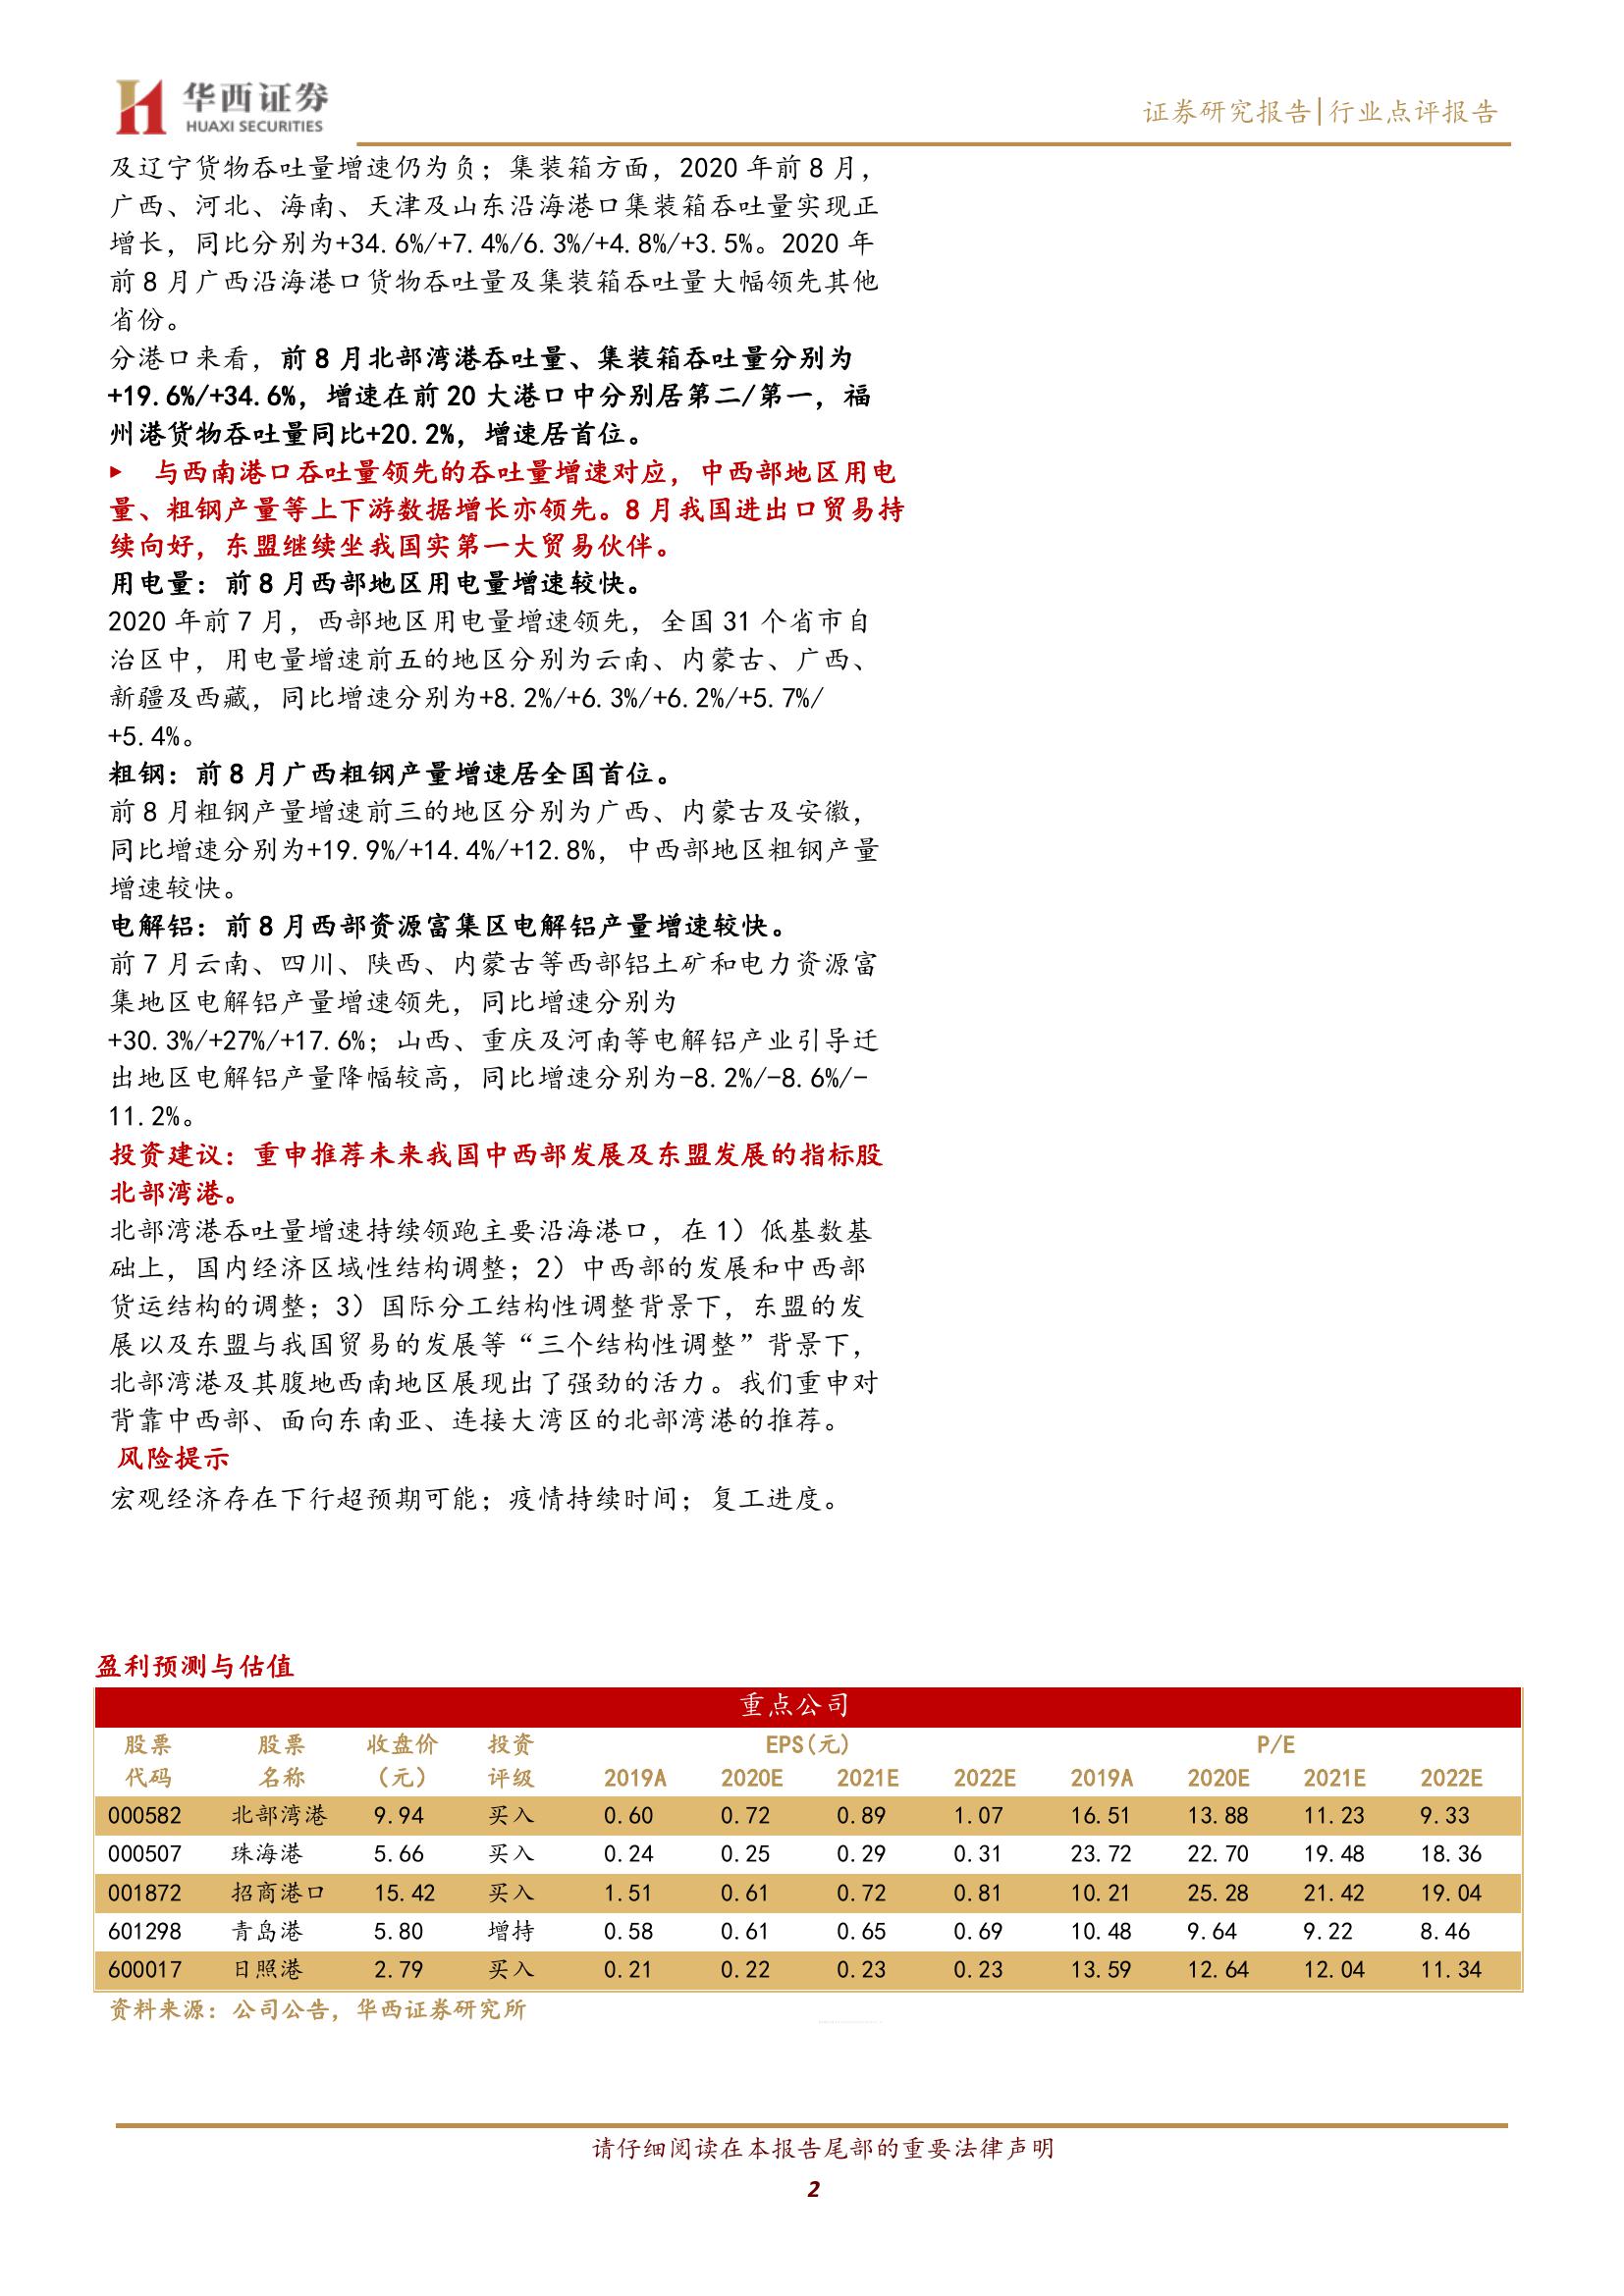 华西证券
HUAXI SECURITIES
证券研究报告|行业点评报告
及辽宁货物吞吐量增速仍为负；集装箱方面，2020 年前 8 月，
广西、河北、海南、天津及山东沿海港口集装箱吞吐量实现正
增长，同比分别为+34.6%/+7.4%/6.3%/+4.8%/+3.5%。2020 年
前 8 月广西沿海港口货物吞吐量及集装箱吞吐量大幅领先其他
省份。
分港口来看，前 8 月北部湾港吞吐量、集装箱吞吐量分别为
+19.6%/+34.6%，增速在前 20 大港口中分别居第二/第一，福
州港货物吞吐量同比+20.2%，增速居首位。
► 与西南港口吞吐量领先的吞吐量增速对应，中西部地区用电
量、粗钢产量等上下游数据增长亦领先。8 月我国进出口贸易持
续向好，东盟继续坐我国实第一大贸易伙伴。
用电量：前 8 月西部地区用电量增速较快。
2020 年前 7 月，西部地区用电量增速领先，全国 31 个省市自
治区中，用电量增速前五的地区分别为云南、内蒙古、广西、
新疆及西藏，同比增速分别为+8.2%/+6.3%/+6.2%/+5.7%/
+5.4%。
粗钢：前 8 月广西粗钢产量增速居全国首位。
前 8 月粗钢产量增速前三的地区分别为广西、内蒙古及安徽，
同比增速分别为+19.9%/+14.4%/+12.8%，中西部地区粗钢产量
增速较快。
电解铝：前 8 月西部资源富集区电解铝产量增速较快。
前 7 月云南、四川、陕西、内蒙古等西部铝土矿和电力资源富
集地区电解铝产量增速领先，同比增速分别为
+30.3%/+27%/+17.6%；山西、重庆及河南等电解铝产业引导迁
出地区电解铝产量降幅较高，同比增速分别为-8.2%/-8.6%/-
11.2%。
投资建议：重申推荐未来我国中西部发展及东盟发展的指标股
北部湾港。
北部湾港吞吐量增速持续领跑主要沿海港口，在 1）低基数基
础上，国内经济区域性结构调整；2）中西部的发展和中西部
货运结构的调整；3）国际分工结构性调整背景下，东盟的发
展以及东盟与我国贸易的发展等“三个结构性调整”背景下，
北部湾港及其腹地西南地区展现出了强劲的活力。我们重申对
背靠中西部、面向东南亚、连接大湾区的北部湾港的推荐。
风险提示
宏观经济存在下行超预期可能；疫情持续时间；复工进度。
盈利预测与估值
重点公司
股票 股票 收盘价 投资 EPS(元) P/E
代码 名称 （元） 评级 2019A 2020E 2021E 2022E 2019A 2020E 2021E 2022E
000582 北部湾港 9.94 买入 0.60 0.72 0.89 1.07 16.51 13.88 11.23 9.33
000507 珠海港 5.66 买入 0.24 0.25 0.29 0.31 23.72 22.70 19.48 18.36
001872 招商港口 15.42 买入 1.51 0.61 0.72 0.81 10.21 25.28 21.42 19.04
601298 青岛港 5.80 增持 0.58 0.61 0.65 0.69 10.48 9.64 9.22 8.46
600017 日照港 2.79 买入 0.21 0.22 0.23 0.23 13.59 12.64 12.04 11.34
资料来源：公司公告，华西证券研究所
请仔细阅读在本报告尾部的重要法律声明
2